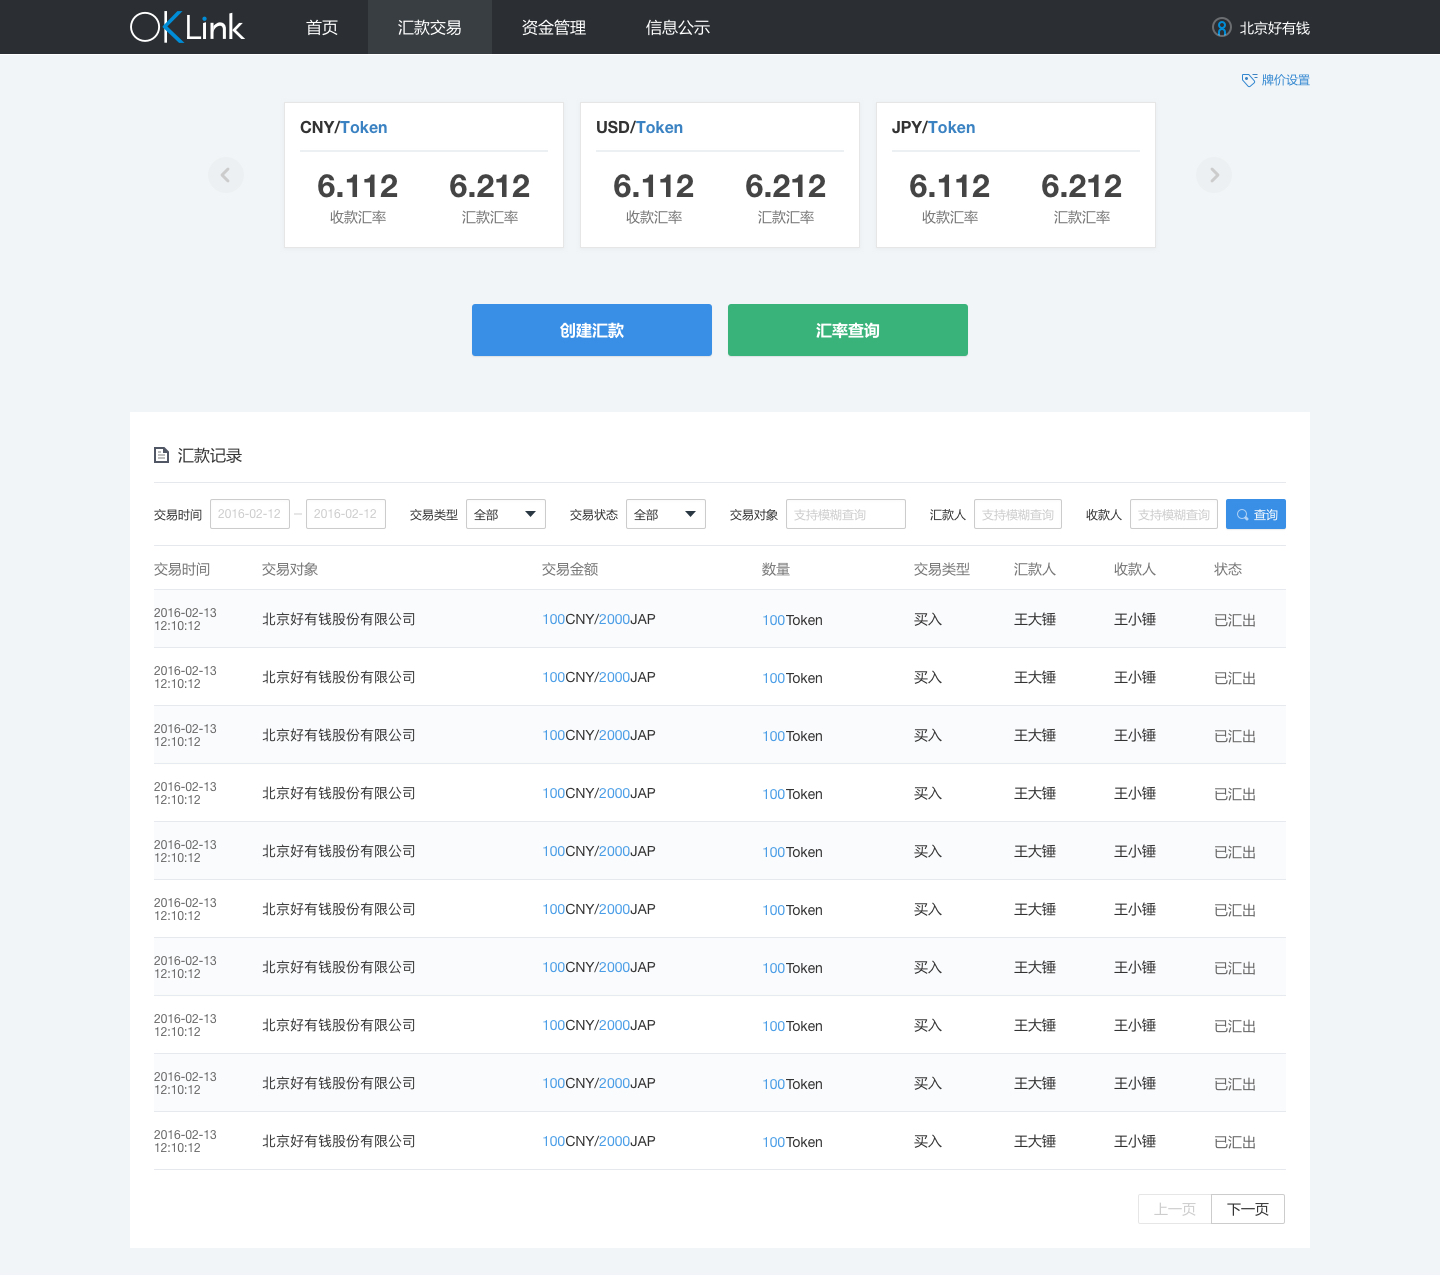 OKLink 首页 汇款交易 资金管理 信息公示 北京好有钱
牌价设置
CNY/Token USD/Token JPY/Token
6.112 6.212 6.112 6.212 6.112 6.212
收款汇率 汇款汇率 收款汇率 汇款汇率 收款汇率 汇款汇率
创建汇款 汇率查询
汇款记录
交易时间 2016-02-12 – 2016-02-12 交易类型 全部 交易状态 全部 交易对象 支持模糊查询 汇款人 支持模糊查询 收款人 支持模糊查询 查询
交易时间 交易对象 交易金额 数量 交易类型 汇款人 收款人 状态
2016-02-13
12:10:12 北京好有钱股份有限公司 100CNY/2000JAP 100Token 买入 王大锤 王小锤 已汇出
2016-02-13
12:10:12 北京好有钱股份有限公司 100CNY/2000JAP 100Token 买入 王大锤 王小锤 已汇出
2016-02-13
12:10:12 北京好有钱股份有限公司 100CNY/2000JAP 100Token 买入 王大锤 王小锤 已汇出
2016-02-13
12:10:12 北京好有钱股份有限公司 100CNY/2000JAP 100Token 买入 王大锤 王小锤 已汇出
2016-02-13
12:10:12 北京好有钱股份有限公司 100CNY/2000JAP 100Token 买入 王大锤 王小锤 已汇出
2016-02-13
12:10:12 北京好有钱股份有限公司 100CNY/2000JAP 100Token 买入 王大锤 王小锤 已汇出
2016-02-13
12:10:12 北京好有钱股份有限公司 100CNY/2000JAP 100Token 买入 王大锤 王小锤 已汇出
2016-02-13
12:10:12 北京好有钱股份有限公司 100CNY/2000JAP 100Token 买入 王大锤 王小锤 已汇出
2016-02-13
12:10:12 北京好有钱股份有限公司 100CNY/2000JAP 100Token 买入 王大锤 王小锤 已汇出
2016-02-13
12:10:12 北京好有钱股份有限公司 100CNY/2000JAP 100Token 买入 王大锤 王小锤 已汇出
上一页 下一页